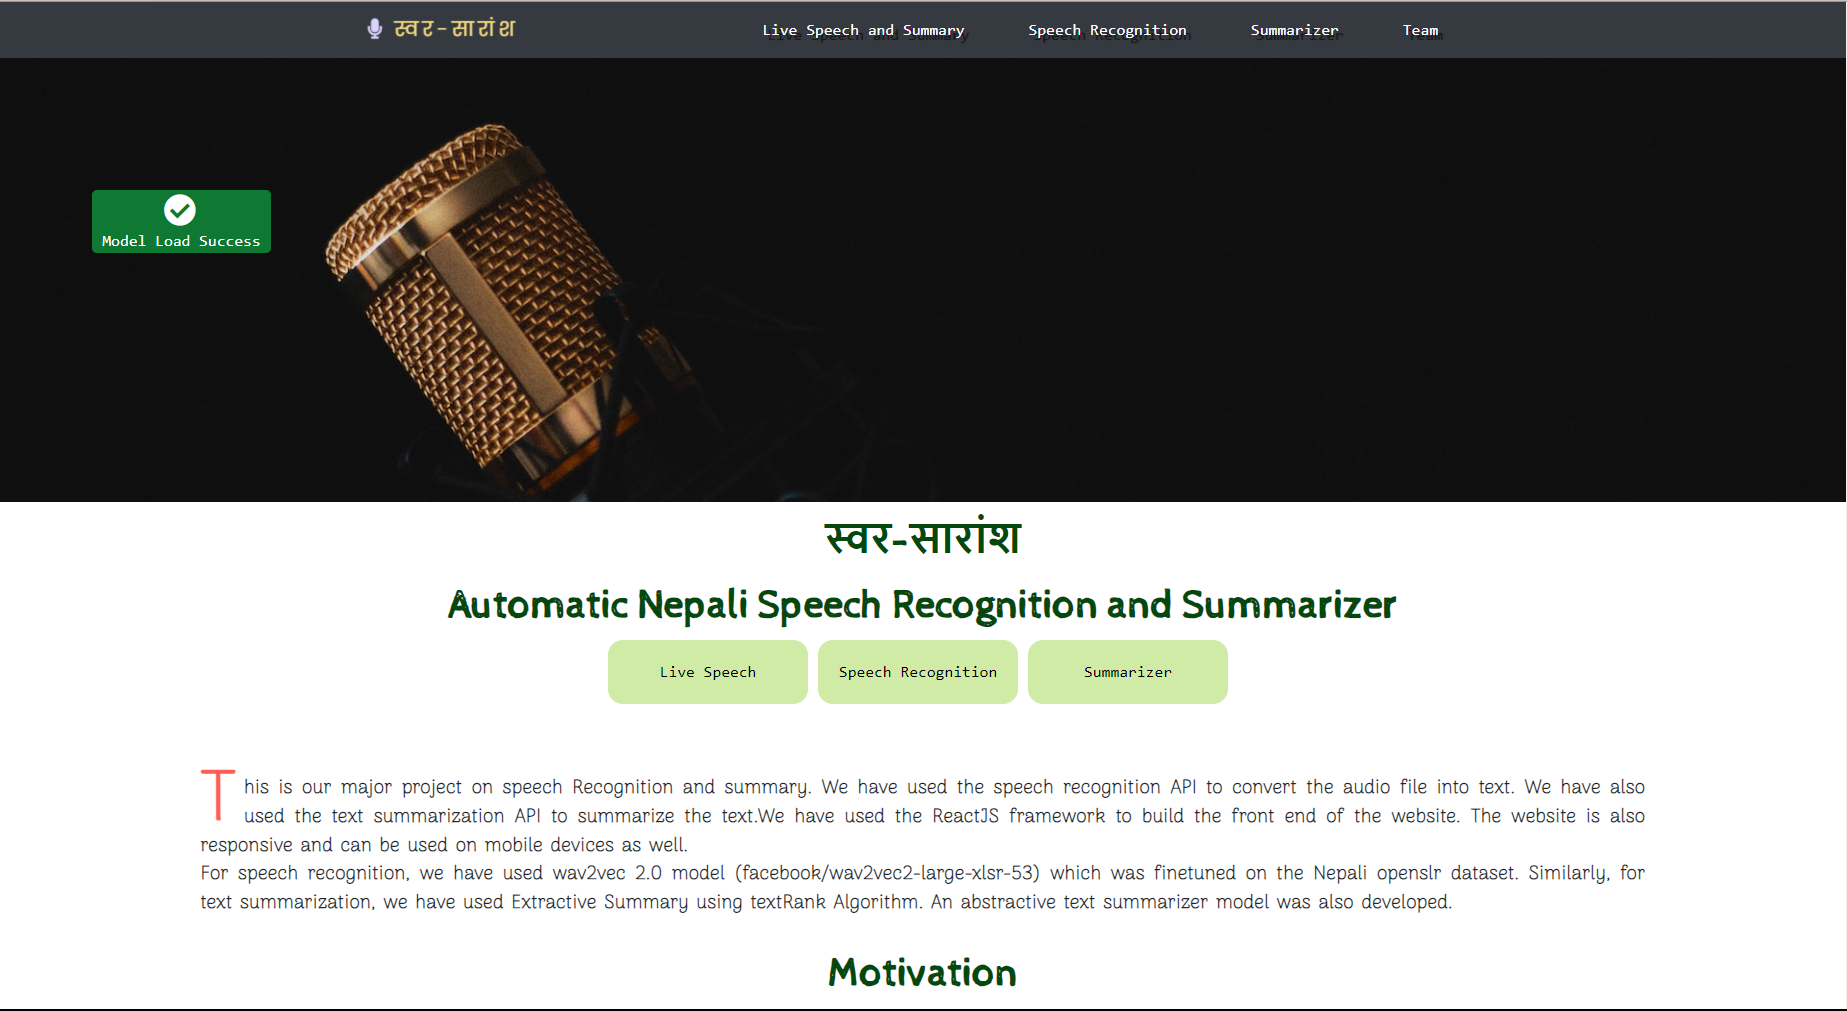 स्वर-सारांश
Live Speech and Summary
Speech Recognition
Summarizer
Team
Model Load Success
स्वर-सारांश
Automatic Nepali Speech Recognition and Summarizer
Live Speech
Speech Recognition
Summarizer
This is our major project on speech Recognition and summary. We have used the speech recognition API to convert the audio file into text. We have also
used the text summarization API to summarize the text.We have used the ReactJS framework to build the front end of the website. The website is also
responsive and can be used on mobile devices as well.
For speech recognition, we have used wav2vec 2.0 model (facebook/wav2vec2-large-xlsr-53) which was finetuned on the Nepali openslr dataset. Similarly, for
text summarization, we have used Extractive Summary using textRank Algorithm. An abstractive text summarizer model was also developed.
Motivation